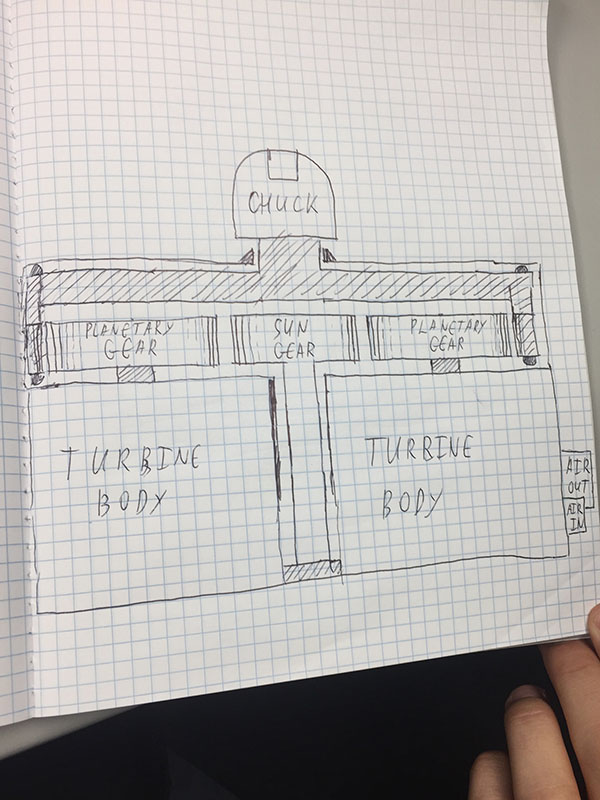 CHUCK
PLANETARY
GEAR
SUN
GEAR
PLANETARY
GEAR
TURBINE
BODY
TURBINE
BODY
AIR
OUT
AIR
IN